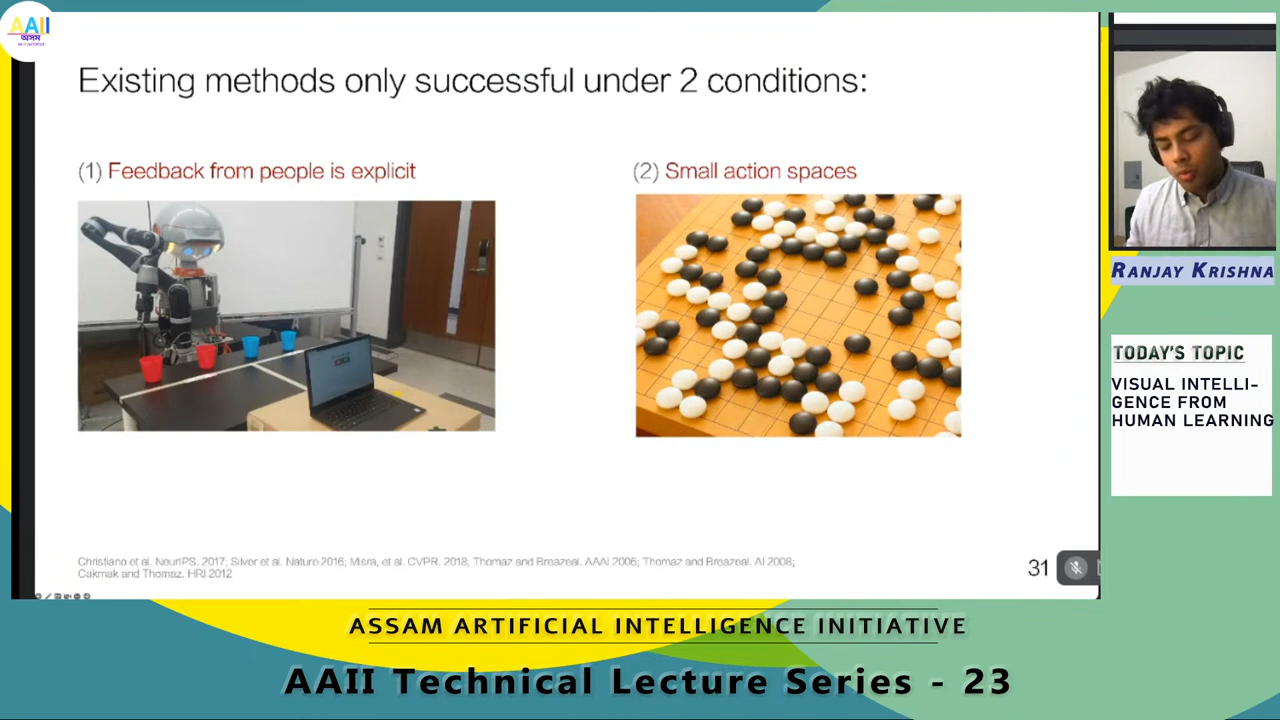 AAII
অসম
Existing methods only successful under 2 conditions:
(1) Feedback from people is explicit
(2) Small action spaces
Christiano et al. NeurIPS. 2017; Silver et al. Nature 2016; Misra, et al. CVPR. 2018, Thomaz and Breazeal. AAAI 2006; Thomaz and Breazeal. AI 2008;
Cakmak and Thomaz. HRI 2012
31
RANJAY KRISHNA
TODAY'S TOPIC
VISUAL INTELLI-
GENCE FROM
HUMAN LEARNING
ASSAM ARTIFICIAL INTELLIGENCE INITIATIVE
AAII Technical Lecture Series - 23